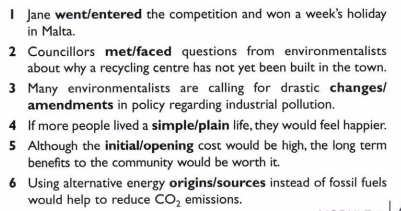 1 Jane went/entered the competition and won a week's holiday
in Malta.
2 Councillors met/faced questions from environmentalists
about why a recycling centre has not yet been built in the town.
3 Many environmentalists are calling for drastic changes/
amendments in policy regarding industrial pollution.
4 If more people lived a simple/plain life, they would feel happier.
5 Although the initial/opening cost would be high, the long term
benefits to the community would be worth it.
6 Using alternative energy origins/sources instead of fossil fuels
would help to reduce CO₂ emissions.